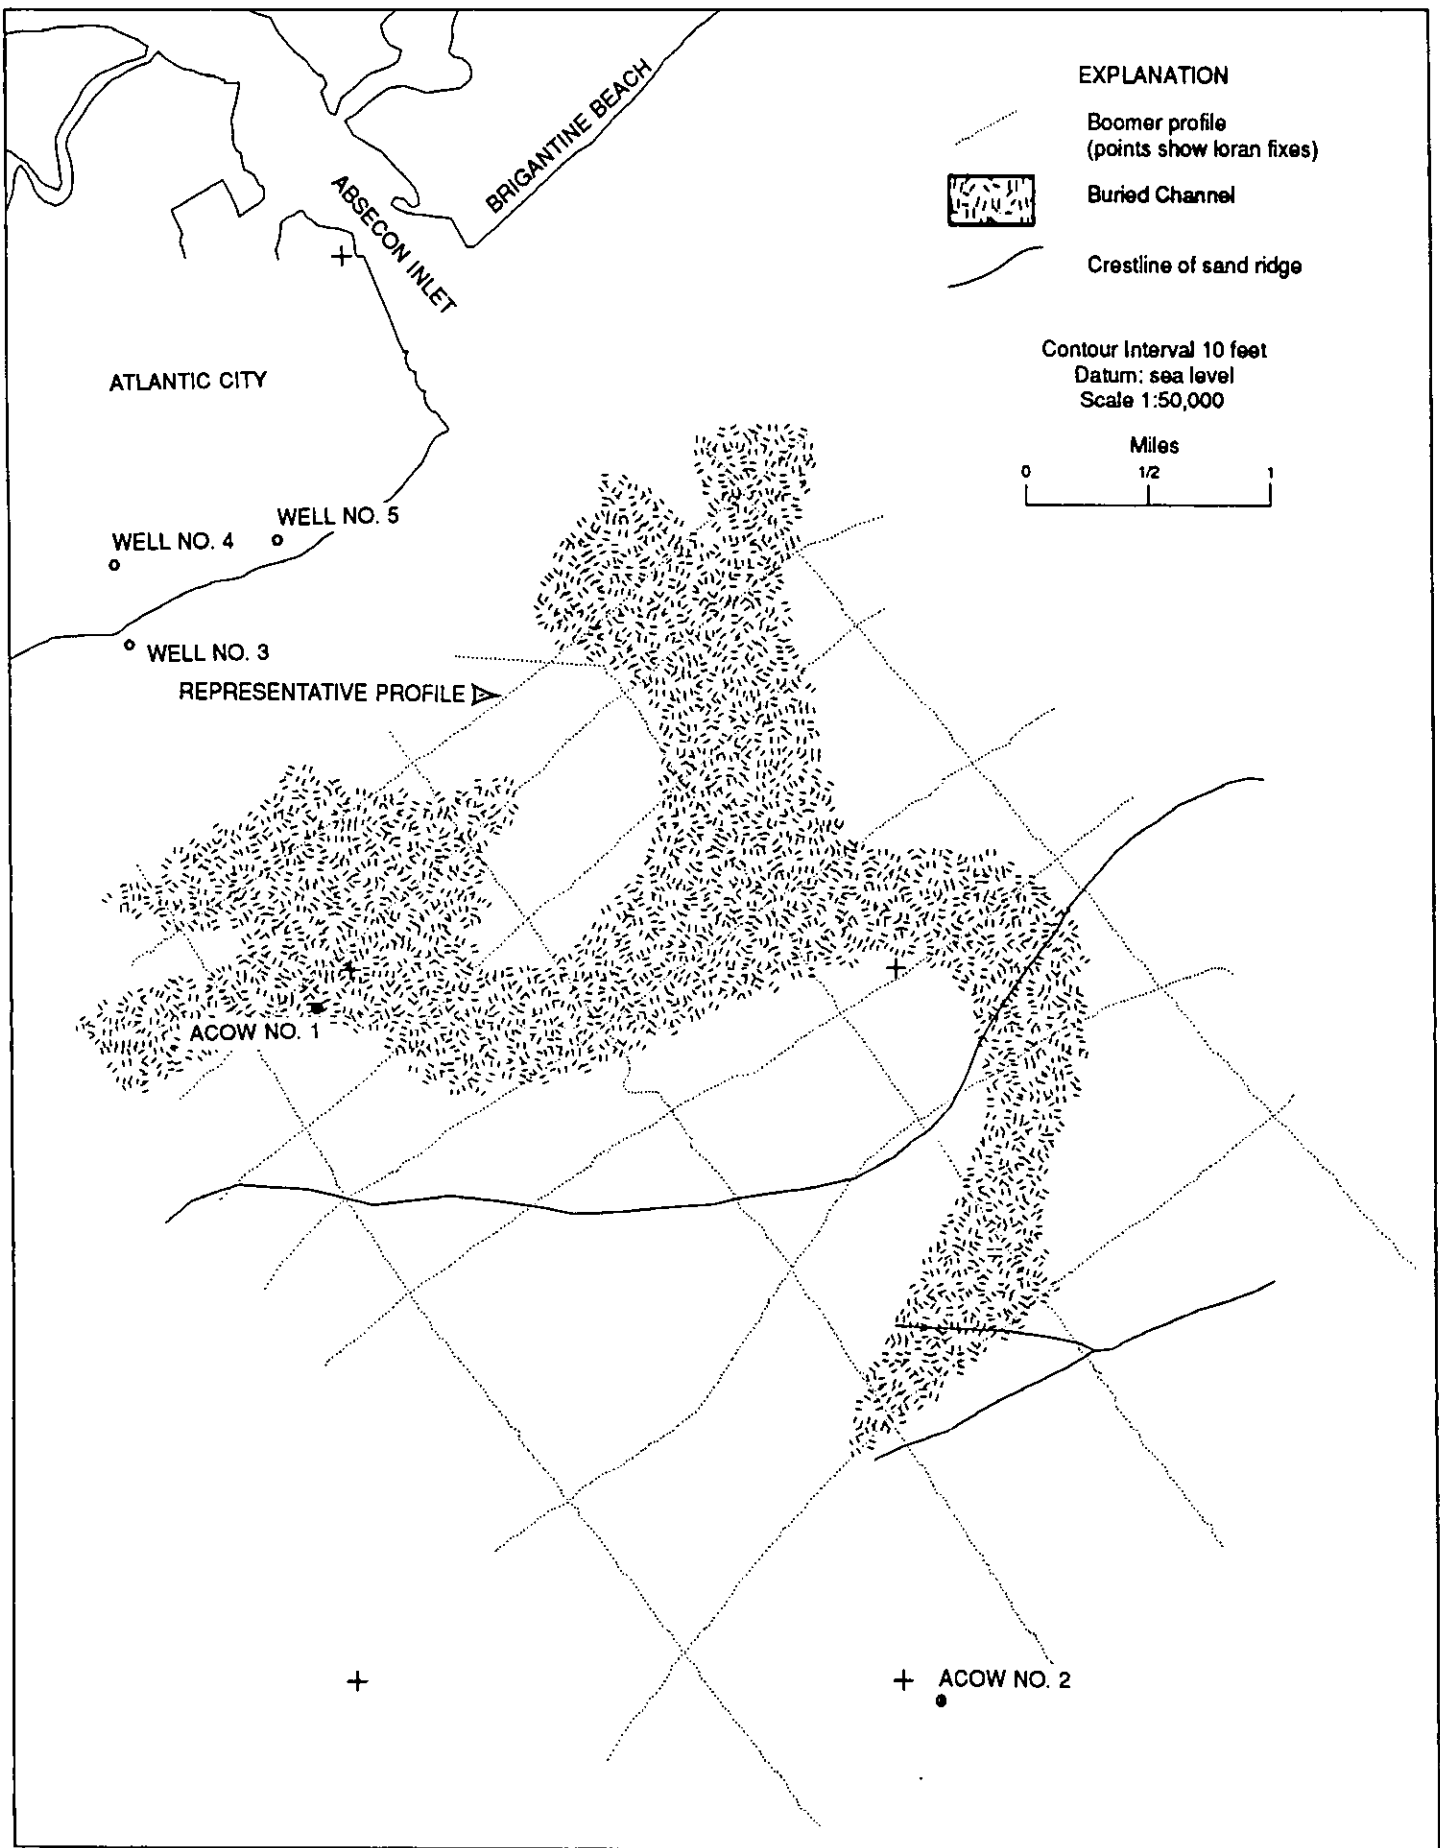 EXPLANATION
Boomer profile
(points show loran fixes)
Buried Channel
Crestline of sand ridge
Contour Interval 10 feet
Datum: sea level
Scale 1:50,000
Miles
0 1/2 1
BRIGANTINE BEACH
ABSECON INLET
ATLANTIC CITY
WELL NO. 5
WELL NO. 4
WELL NO. 3
REPRESENTATIVE PROFILE
ACOW NO. 1
ACOW NO. 2